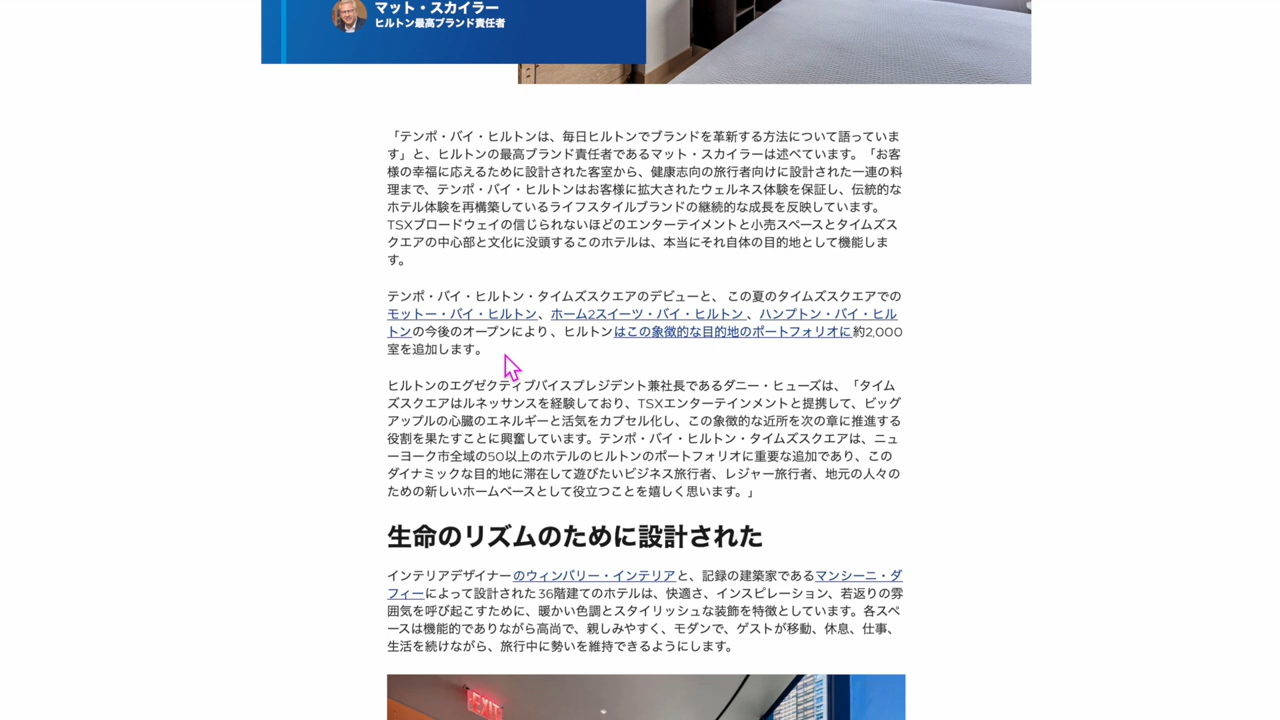 マット・スカイラー
ヒルトン最高ブランド責任者
「テンポ・バイ・ヒルトンは、毎日ヒルトンでブランドを革新する方法について語っていま
す」と、ヒルトンの最高ブランド責任者であるマット・スカイラーは述べています。「お客
様の幸福に応えるために設計された客室から、健康志向の旅行者向けに設計された一連の料
理まで、テンポ・バイ・ヒルトンはお客様に拡大されたウェルネス体験を保証し、伝統的な
ホテル体験を再構築しているライフスタイルブランドの継続的な成長を反映しています。
TSXブロードウェイの信じられないほどのエンターテイメントと小売スペースとタイムズス
クエアの中心部と文化に没頭するこのホテルは、本当にそれ自体の目的地として機能しま
す。
テンポ・バイ・ヒルトン・タイムズスクエアのデビューと、 この夏のタイムズスクエアでの
モットー・バイ・ヒルトン、ホーム2スイーツ・バイ・ヒルトン 、ハンプトン・バイ・ヒル
トンの今後のオープンにより、ヒルトンはこの象徴的な目的地のポートフォリオに約2,000
室を追加します。
ヒルトンのエグゼクティブバイスプレジデント兼社長であるダニー・ヒューズは、「タイム
ズスクエアはルネッサンスを経験しており、TSXエンターテインメントと提携して、ビッグ
アップルの心臓のエネルギーと活気をカプセル化し、この象徴的な近所を次の章に推進する
役割を果たすことに興奮しています。テンポ・バイ・ヒルトン・タイムズスクエアは、ニュ
ーヨーク市全域の50以上のホテルのヒルトンのポートフォリオに重要な追加であり、この
ダイナミックな目的地に滞在して遊びたいビジネス旅行者、レジャー旅行者、地元の人々の
ための新しいホームベースとして役立つことを嬉しく思います。」
生命のリズムのために設計された
インテリアデザイナーのウィンバリー・インテリアと、記録の建築家であるマンシーニ・ダ
フィーによって設計された 36階建てのホテルは、快適さ、インスピレーション、若返りの雰
囲気を呼び起こすために、暖かい色調とスタイリッシュな装飾を特徴としています。各スペ
ースは機能的でありながら高尚で、親しみやすく、モダンで、ゲストが移動、休息、仕事、
生活を続けながら、旅行中に勢いを維持できるようにします。
EXIT